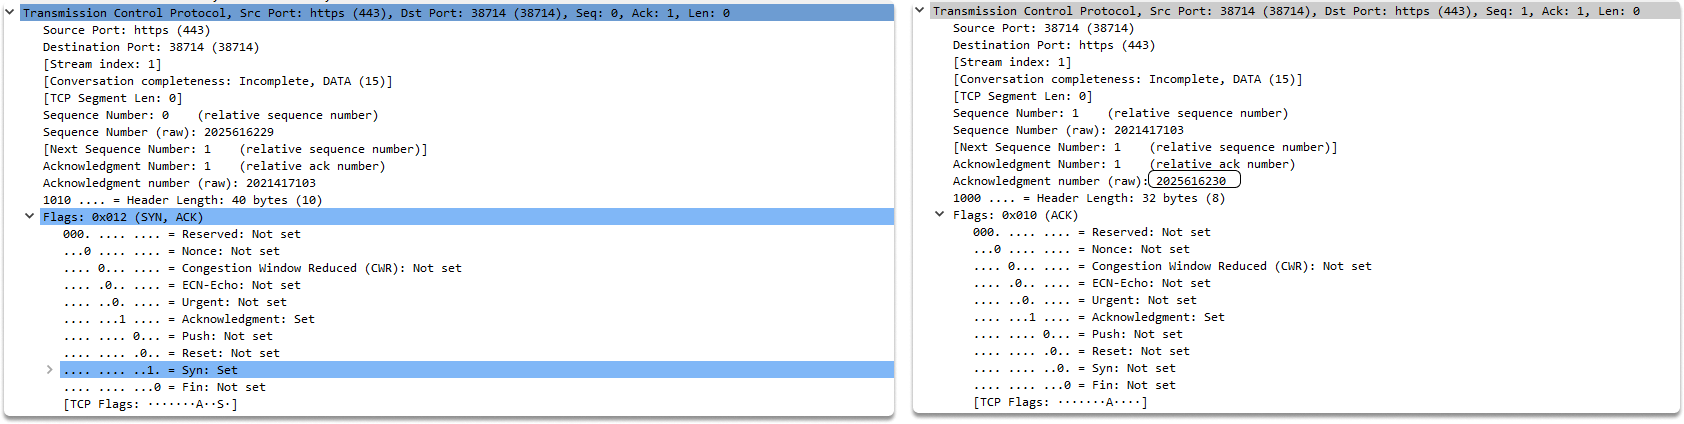 Transmission Control Protocol, Src Port: https (443), Dst Port: 38714 (38714), Seq: 0, Ack: 1, Len: 0
Source Port: https (443)
Destination Port: 38714 (38714)
[Stream index: 1]
[Conversation completeness: Incomplete, DATA (15)]
[TCP Segment Len: 0]
Sequence Number: 0    (relative sequence number)
Sequence Number (raw): 2025616229
[Next Sequence Number: 1    (relative sequence number)]
Acknowledgment Number: 1    (relative ack number)
Acknowledgment number (raw): 2021417103
1010 .... = Header Length: 40 bytes (10)
Flags: 0x012 (SYN, ACK)
000. .... .... = Reserved: Not set
...0 .... .... = Nonce: Not set
.... 0... .... = Congestion Window Reduced (CWR): Not set
.... .0.. .... = ECN-Echo: Not set
.... ..0. .... = Urgent: Not set
.... ...1 .... = Acknowledgment: Set
.... .... 0... = Push: Not set
.... .... .0.. = Reset: Not set
.... .... ..1. = Syn: Set
.... .... ...0 = Fin: Not set
[TCP Flags: ·······A··S·]
Transmission Control Protocol, Src Port: 38714 (38714), Dst Port: https (443), Seq: 1, Ack: 1, Len: 0
Source Port: 38714 (38714)
Destination Port: https (443)
[Stream index: 1]
[Conversation completeness: Incomplete, DATA (15)]
[TCP Segment Len: 0]
Sequence Number: 1    (relative sequence number)
Sequence Number (raw): 2021417103
[Next Sequence Number: 1    (relative sequence number)]
Acknowledgment Number: 1    (relative ack number)
Acknowledgment number (raw): 2025616230
1000 .... = Header Length: 32 bytes (8)
Flags: 0x010 (ACK)
000. .... .... = Reserved: Not set
...0 .... .... = Nonce: Not set
.... 0... .... = Congestion Window Reduced (CWR): Not set
.... .0.. .... = ECN-Echo: Not set
.... ..0. .... = Urgent: Not set
.... ...1 .... = Acknowledgment: Set
.... .... 0... = Push: Not set
.... .... .0.. = Reset: Not set
.... .... ..0. = Syn: Not set
.... .... ...0 = Fin: Not set
[TCP Flags: ·······A····]